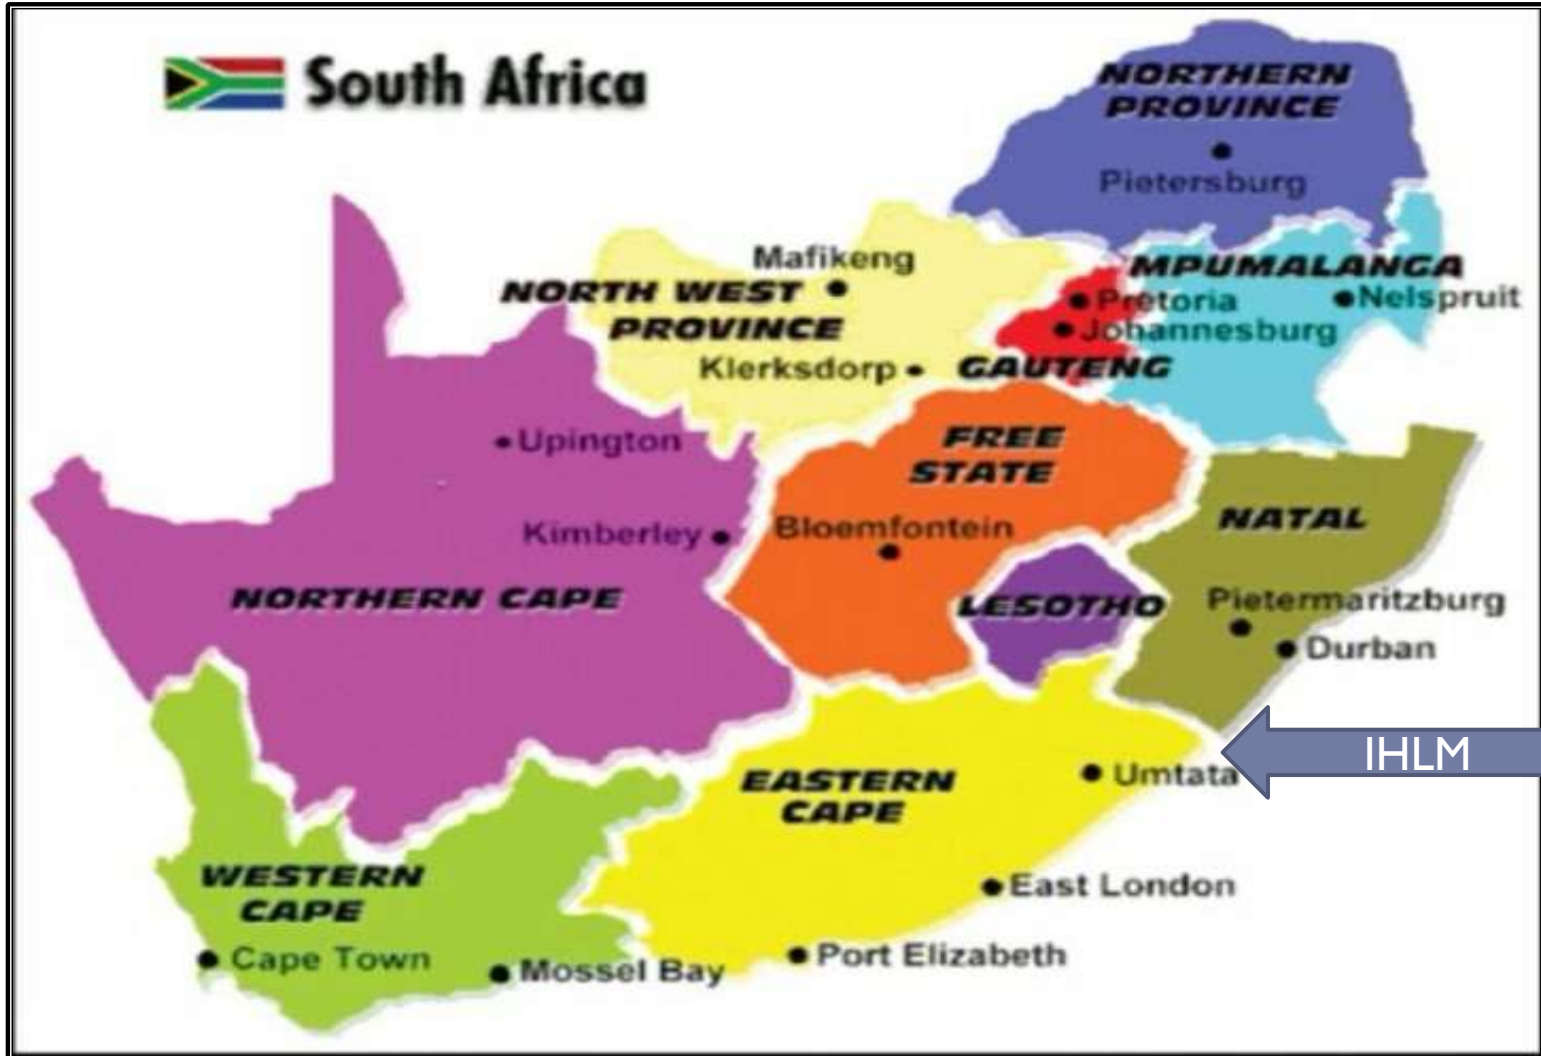 South Africa
NORTHERN
PROVINCE
Pietersburg
Mafikeng
NORTH WEST
PROVINCE
Klerksdorp
MPUMALANGA
Pretoria
Nelspruit
Johannesburg
GAUTENG
Upington
FREE
STATE
Kimberley
Bloemfontein
NATAL
NORTHERN CAPE
LESOTHO
Pietermaritzburg
Durban
IHLM
EASTERN
CAPE
Umtata
WESTERN
CAPE
East London
Cape Town
Mossel Bay
Port Elizabeth